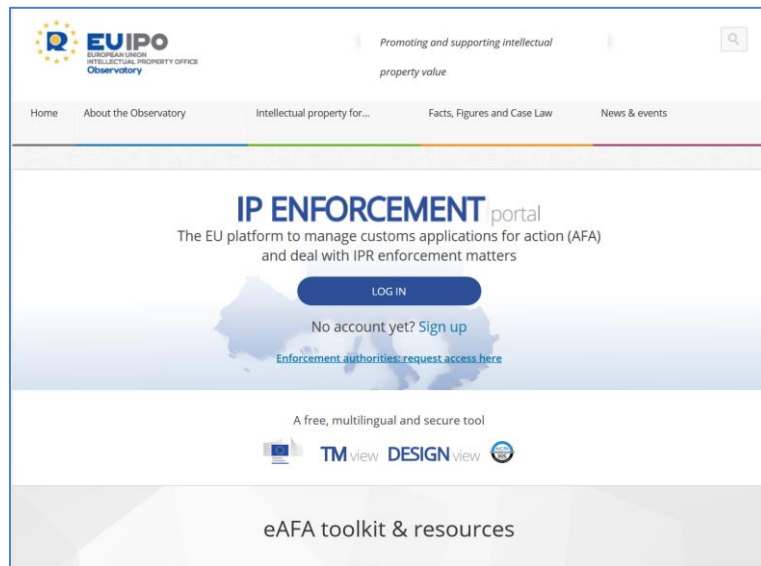 EUIPO
EUROPEAN UNION
INTELLECTUAL PROPERTY OFFICE
Observatory
Promoting and supporting intellectual
property value
Home About the Observatory Intellectual property for... Facts, Figures and Case Law News & events
IP ENFORCEMENT portal
The EU platform to manage customs applications for action (AFA)
and deal with IPR enforcement matters
LOG IN
No account yet? Sign up
Enforcement authorities: request access here
A free, multilingual and secure tool
TMview DESIGNview
eAFA toolkit & resources